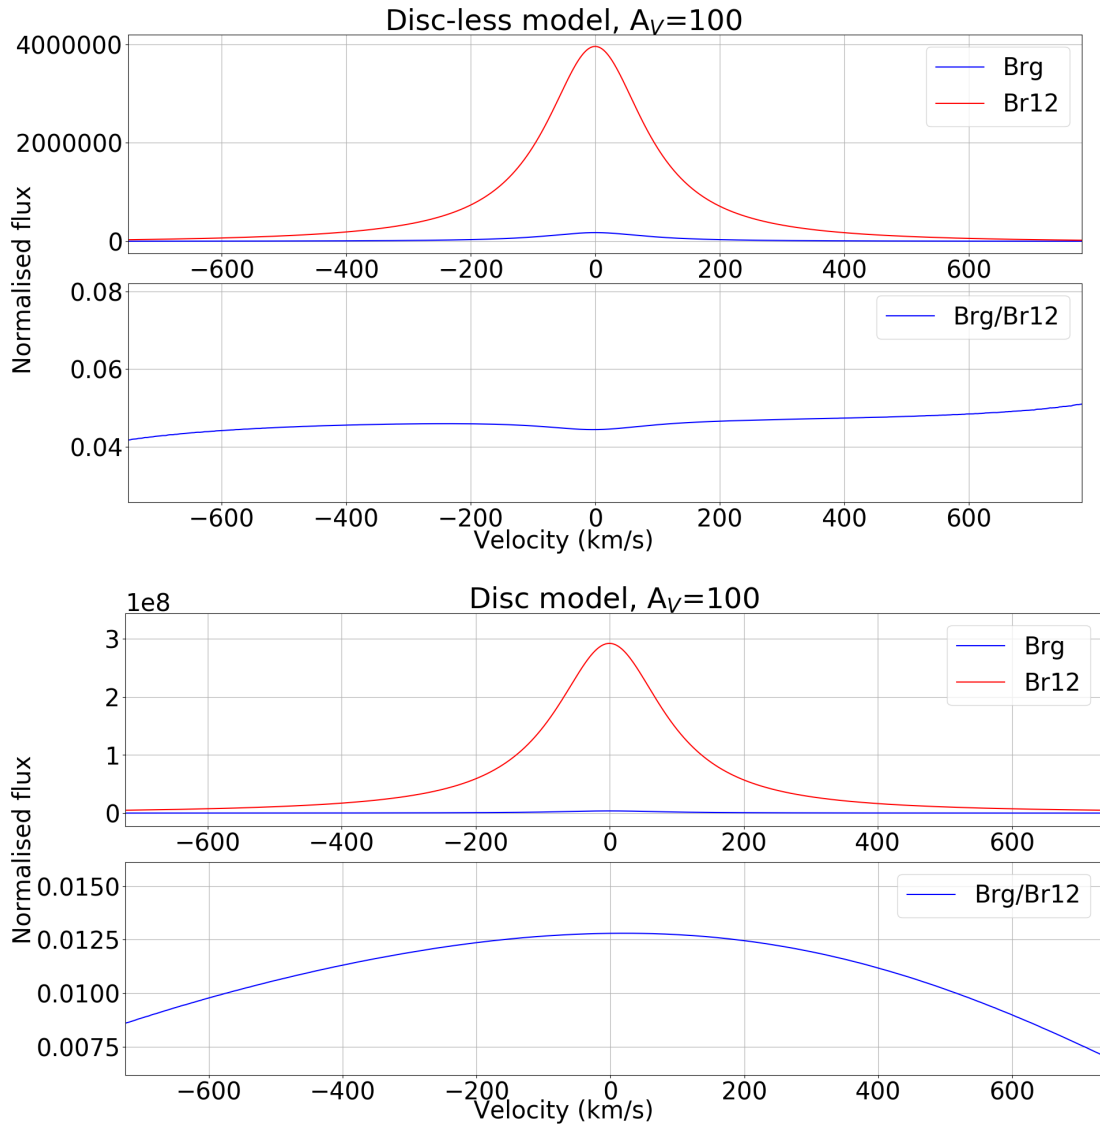 Disc-less model, A_V=100
4000000
2000000
0
Brg
Br12
−600 −400 −200 0 200 400 600
Normalised flux
0.08
0.06
0.04
Brg/Br12
−600 −400 −200 0 200 400 600
Velocity (km/s)
1e8
Disc model, A_V=100
3
2
1
0
Brg
Br12
−600 −400 −200 0 200 400 600
Normalised flux
0.0150
0.0125
0.0100
0.0075
Brg/Br12
−600 −400 −200 0 200 400 600
Velocity (km/s)